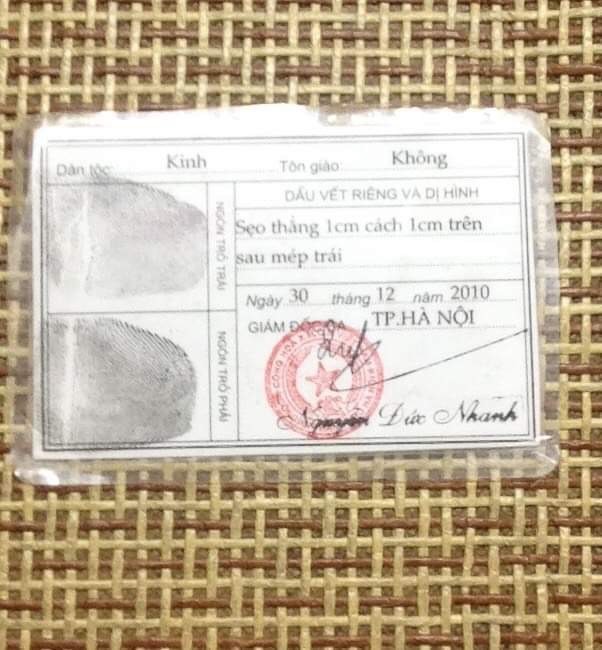 Dân tộc: Kinh Tôn giáo: Không
DẤU VẾT RIÊNG VÀ DỊ HÌNH
Sẹo thẳng 1cm cách 1cm trên
sau mép trái
Ngày 30 tháng 12 năm 2010
GIÁM ĐỐC CA TP.HÀ NỘI
NGÓN TRỎ TRÁI
NGÓN TRỎ PHẢI
Nguyễn Đức Nhanh